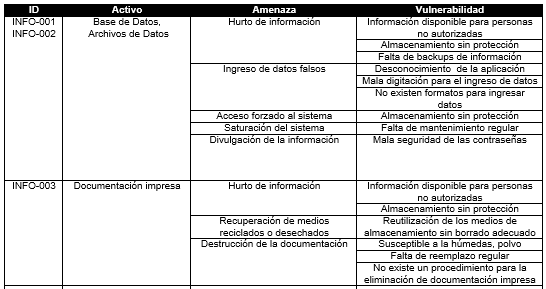 ID Activo Amenaza Vulnerabilidad
INFO-001 Base de Datos, Hurto de información Información disponible para personas
INFO-002 Archivos de Datos no autorizadas
Almacenamiento sin protección
Falta de backups de información
Ingreso de datos falsos Desconocimiento de la aplicación
Mala digitación para el ingreso de datos
No existen formatos para ingresar
datos
Acceso forzado al sistema Almacenamiento sin protección
Saturación del sistema Falta de mantenimiento regular
Divulgación de la información Mala seguridad de las contraseñas
INFO-003 Documentación impresa Hurto de información Información disponible para personas
no autorizadas
Almacenamiento sin protección
Recuperación de medios Reutilización de los medios de
reciclados o desechados almacenamiento sin borrado adecuado
Destrucción de la documentación Susceptible a la húmedas, polvo
Falta de reemplazo regular
No existe un procedimiento para la
eliminación de documentación impresa